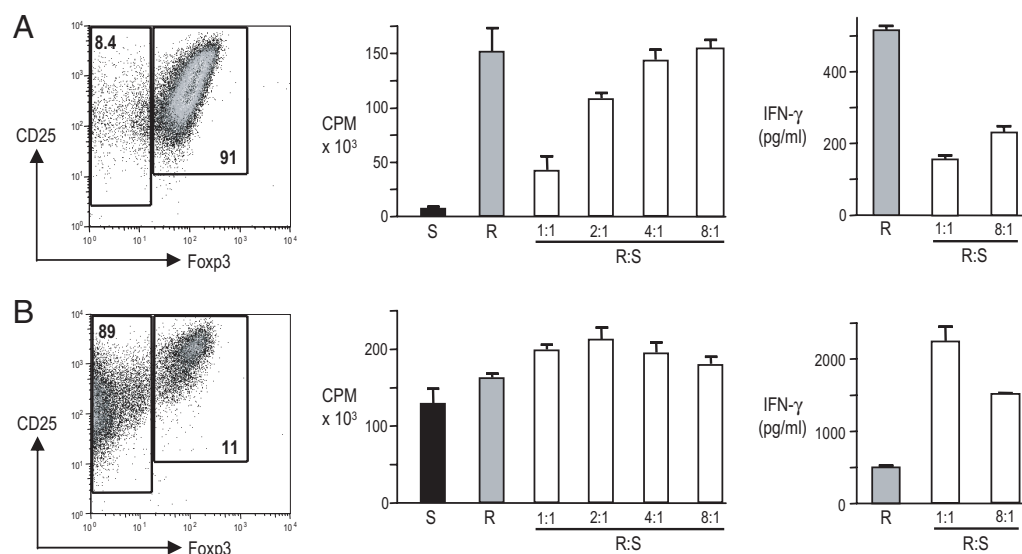 A
8.4
91
CD25
Foxp3
10⁴
10³
10²
10¹
10⁰
10⁰ 10¹ 10² 10³ 10⁴
CPM
x 10³
150
100
50
0
S R 1:1 2:1 4:1 8:1
R:S
IFN-γ
(pg/ml)
400
200
0
R 1:1 8:1
R:S
B
89
11
CD25
Foxp3
10⁴
10³
10²
10¹
10⁰
10⁰ 10¹ 10² 10³ 10⁴
CPM
x 10³
200
100
0
S R 1:1 2:1 4:1 8:1
R:S
IFN-γ
(pg/ml)
2000
1000
0
R 1:1 8:1
R:S